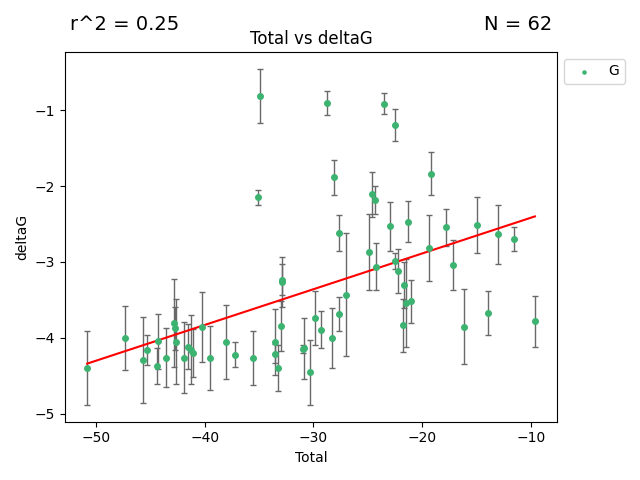 r^2 = 0.25
N = 62
Total vs deltaG
G
deltaG
−1
−2
−3
−4
−5
−50
−40
−30
−20
−10
Total